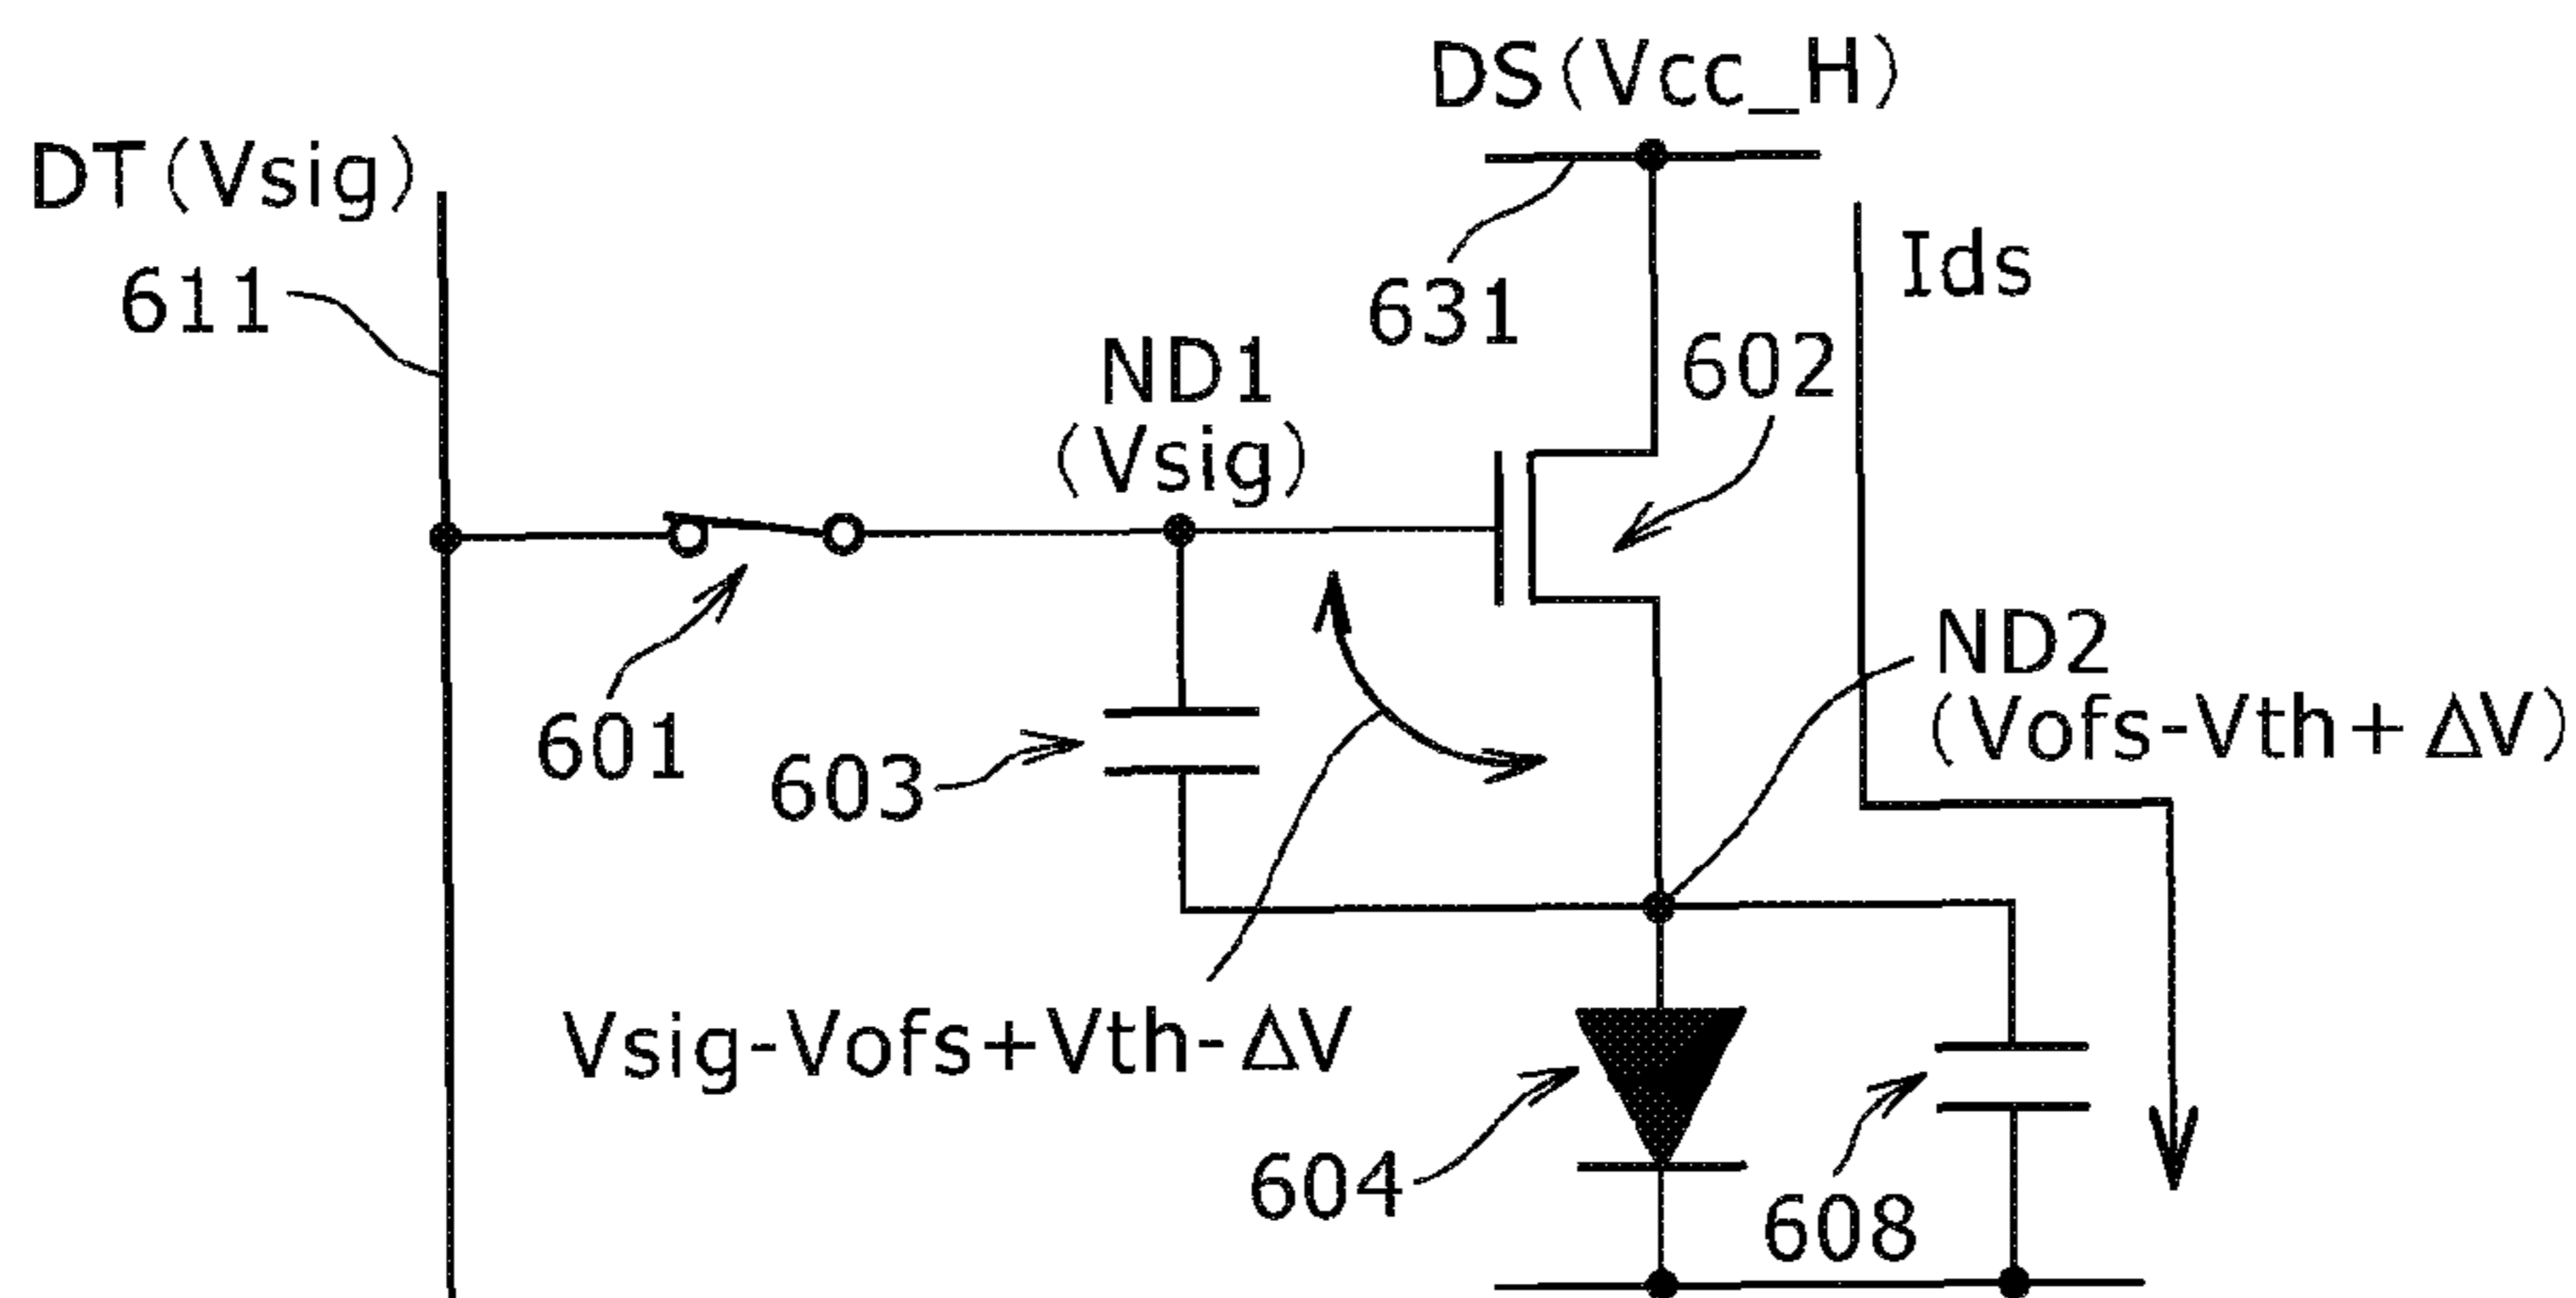 DS(Vcc_H)
DT(Vsig)
Ids
611
631
ND1
602
(Vsig)
ND2
(Vofs-Vth+ΔV)
601
603
Vsig-Vofs+Vth-ΔV
604
608